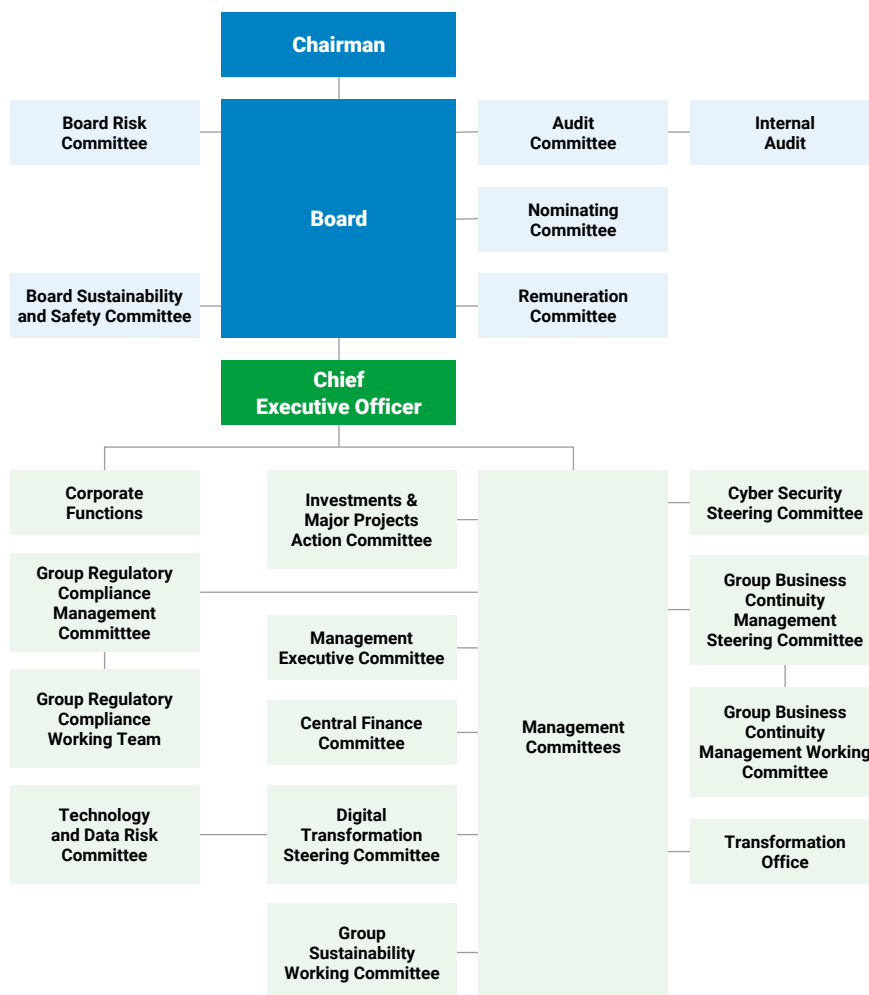 Chairman
Board Risk
Committee
Board
Audit
Committee
Internal
Audit
Nominating
Committee
Board Sustainability
and Safety Committee
Remuneration
Committee
Chief
Executive Officer
Corporate
Functions
Investments &
Major Projects
Action Committee
Cyber Security
Steering Committee
Group Regulatory
Compliance
Management
Committtee
Group Business
Continuity
Management
Steering Committee
Management
Executive Committee
Group Regulatory
Compliance
Working Team
Central Finance
Committee
Management
Committees
Group Business
Continuity
Management Working
Committee
Technology
and Data Risk
Committee
Digital
Transformation
Steering Committee
Transformation
Office
Group
Sustainability
Working Committee